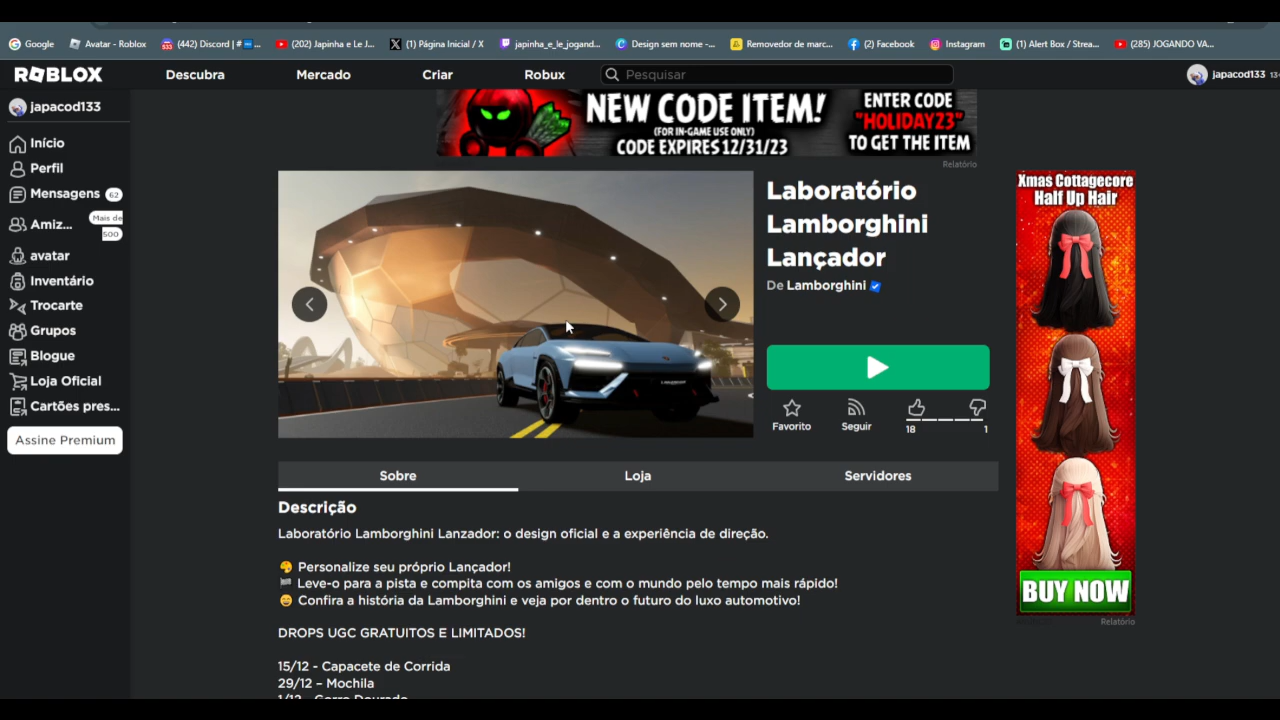 Google
Avatar - Roblox
(442) Discord | #...
(202) Japinha e Le J...
(1) Página Inicial / X
japinha_e_le_jogand...
Design sem nome -...
Removedor de marc...
(2) Facebook
Instagram
(1) Alert Box / Strea...
(285) JOGANDO VA...
ROBLOX
Descubra
Mercado
Criar
Robux
Pesquisar
japacod133
japacod133
Início
Perfil
Mensagens 62
Amiz... Mais de
500
avatar
Inventário
Trocarte
Grupos
Blogue
Loja Oficial
Cartões pres...
Assine Premium
NEW CODE ITEM!
(FOR IN-GAME USE ONLY)
CODE EXPIRES 12/31/23
ENTER CODE
"HOLIDAY23"
TO GET THE ITEM
Relatório
Laboratório
Lamborghini
Lançador
De Lamborghini
Favorito
Seguir
18
1
Xmas Cottagecore
Half Up Hair
BUY NOW
Relatório
Sobre
Loja
Servidores
Descrição
Laboratório Lamborghini Lanzador: o design oficial e a experiência de direção.
Personalize seu próprio Lançador!
Leve-o para a pista e compita com os amigos e com o mundo pelo tempo mais rápido!
Confira a história da Lamborghini e veja por dentro o futuro do luxo automotivo!
DROPS UGC GRATUITOS E LIMITADOS!
15/12 - Capacete de Corrida
29/12 – Mochila